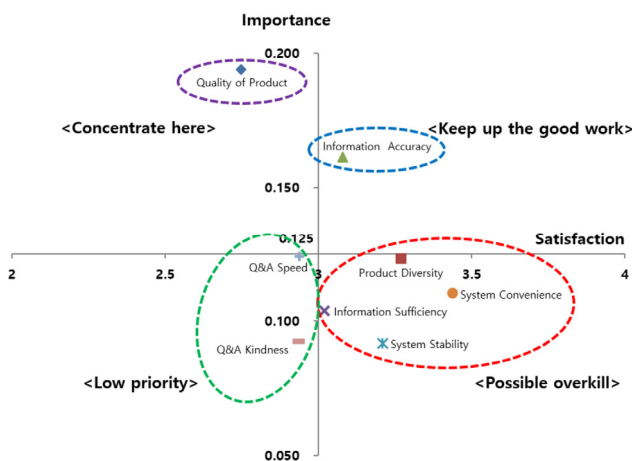 Importance
0.200
Quality of Product
<Concentrate here>
<Keep up the good work>
Information Accuracy
0.150
0.125
Satisfaction
2
2.5
3
3.5
4
Q&A Speed
Product Diversity
System Convenience
Information Sufficiency
0.100
Q&A Kindness
System Stability
<Low priority>
<Possible overkill>
0.050